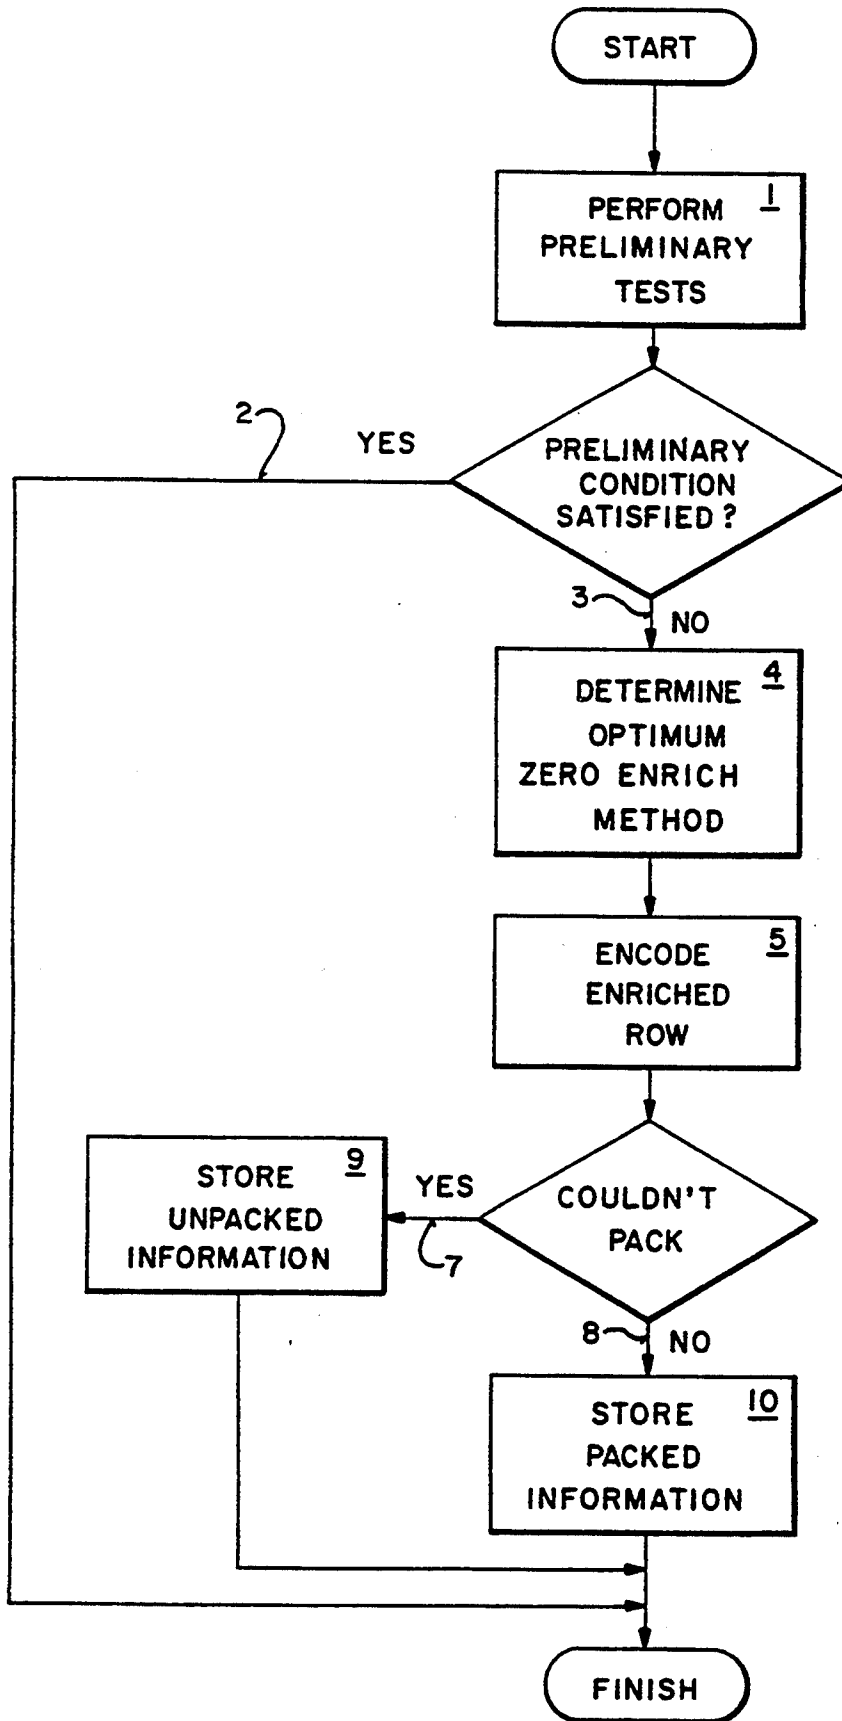 START
1
PERFORM
PRELIMINARY
TESTS
2
YES
PRELIMINARY
CONDITION
SATISFIED?
3
NO
4
DETERMINE
OPTIMUM
ZERO ENRICH
METHOD
5
ENCODE
ENRICHED
ROW
9
STORE
UNPACKED
INFORMATION
YES
7
COULDN'T
PACK
8
NO
10
STORE
PACKED
INFORMATION
FINISH